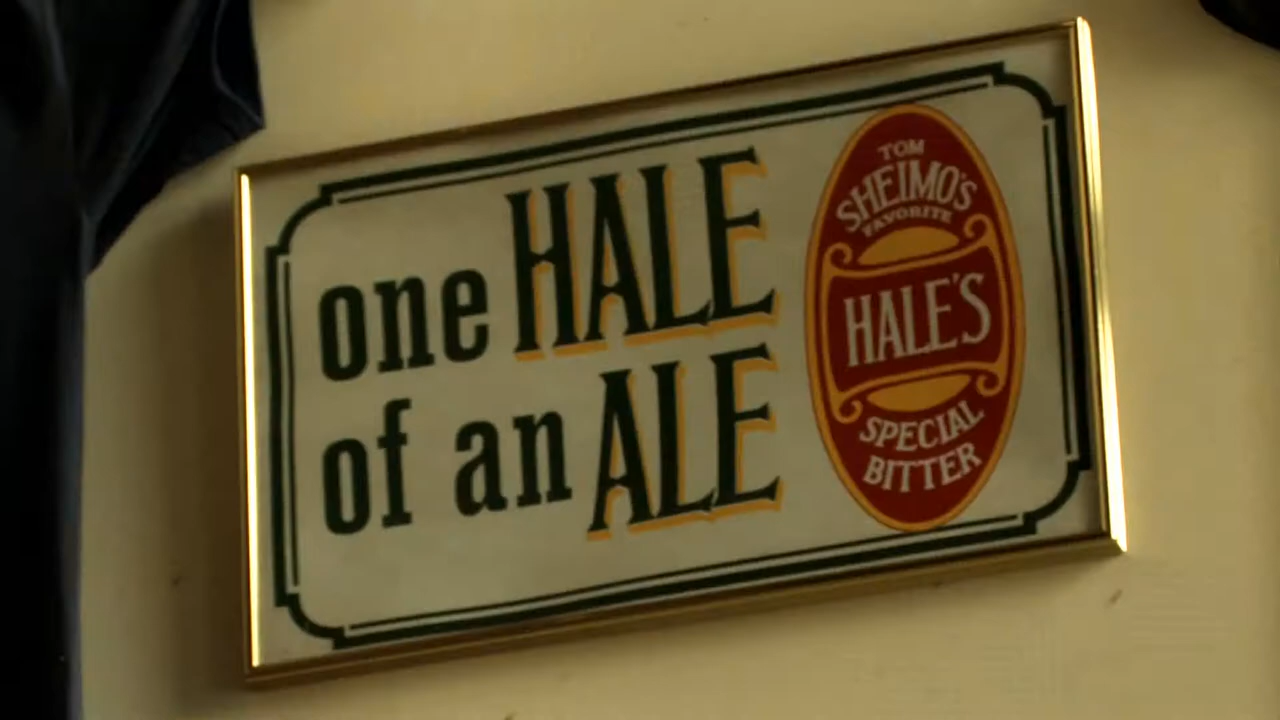 one HALE
of an ALE
TOM
SHEIMO'S
FAVORITE
HALE'S
SPECIAL
BITTER